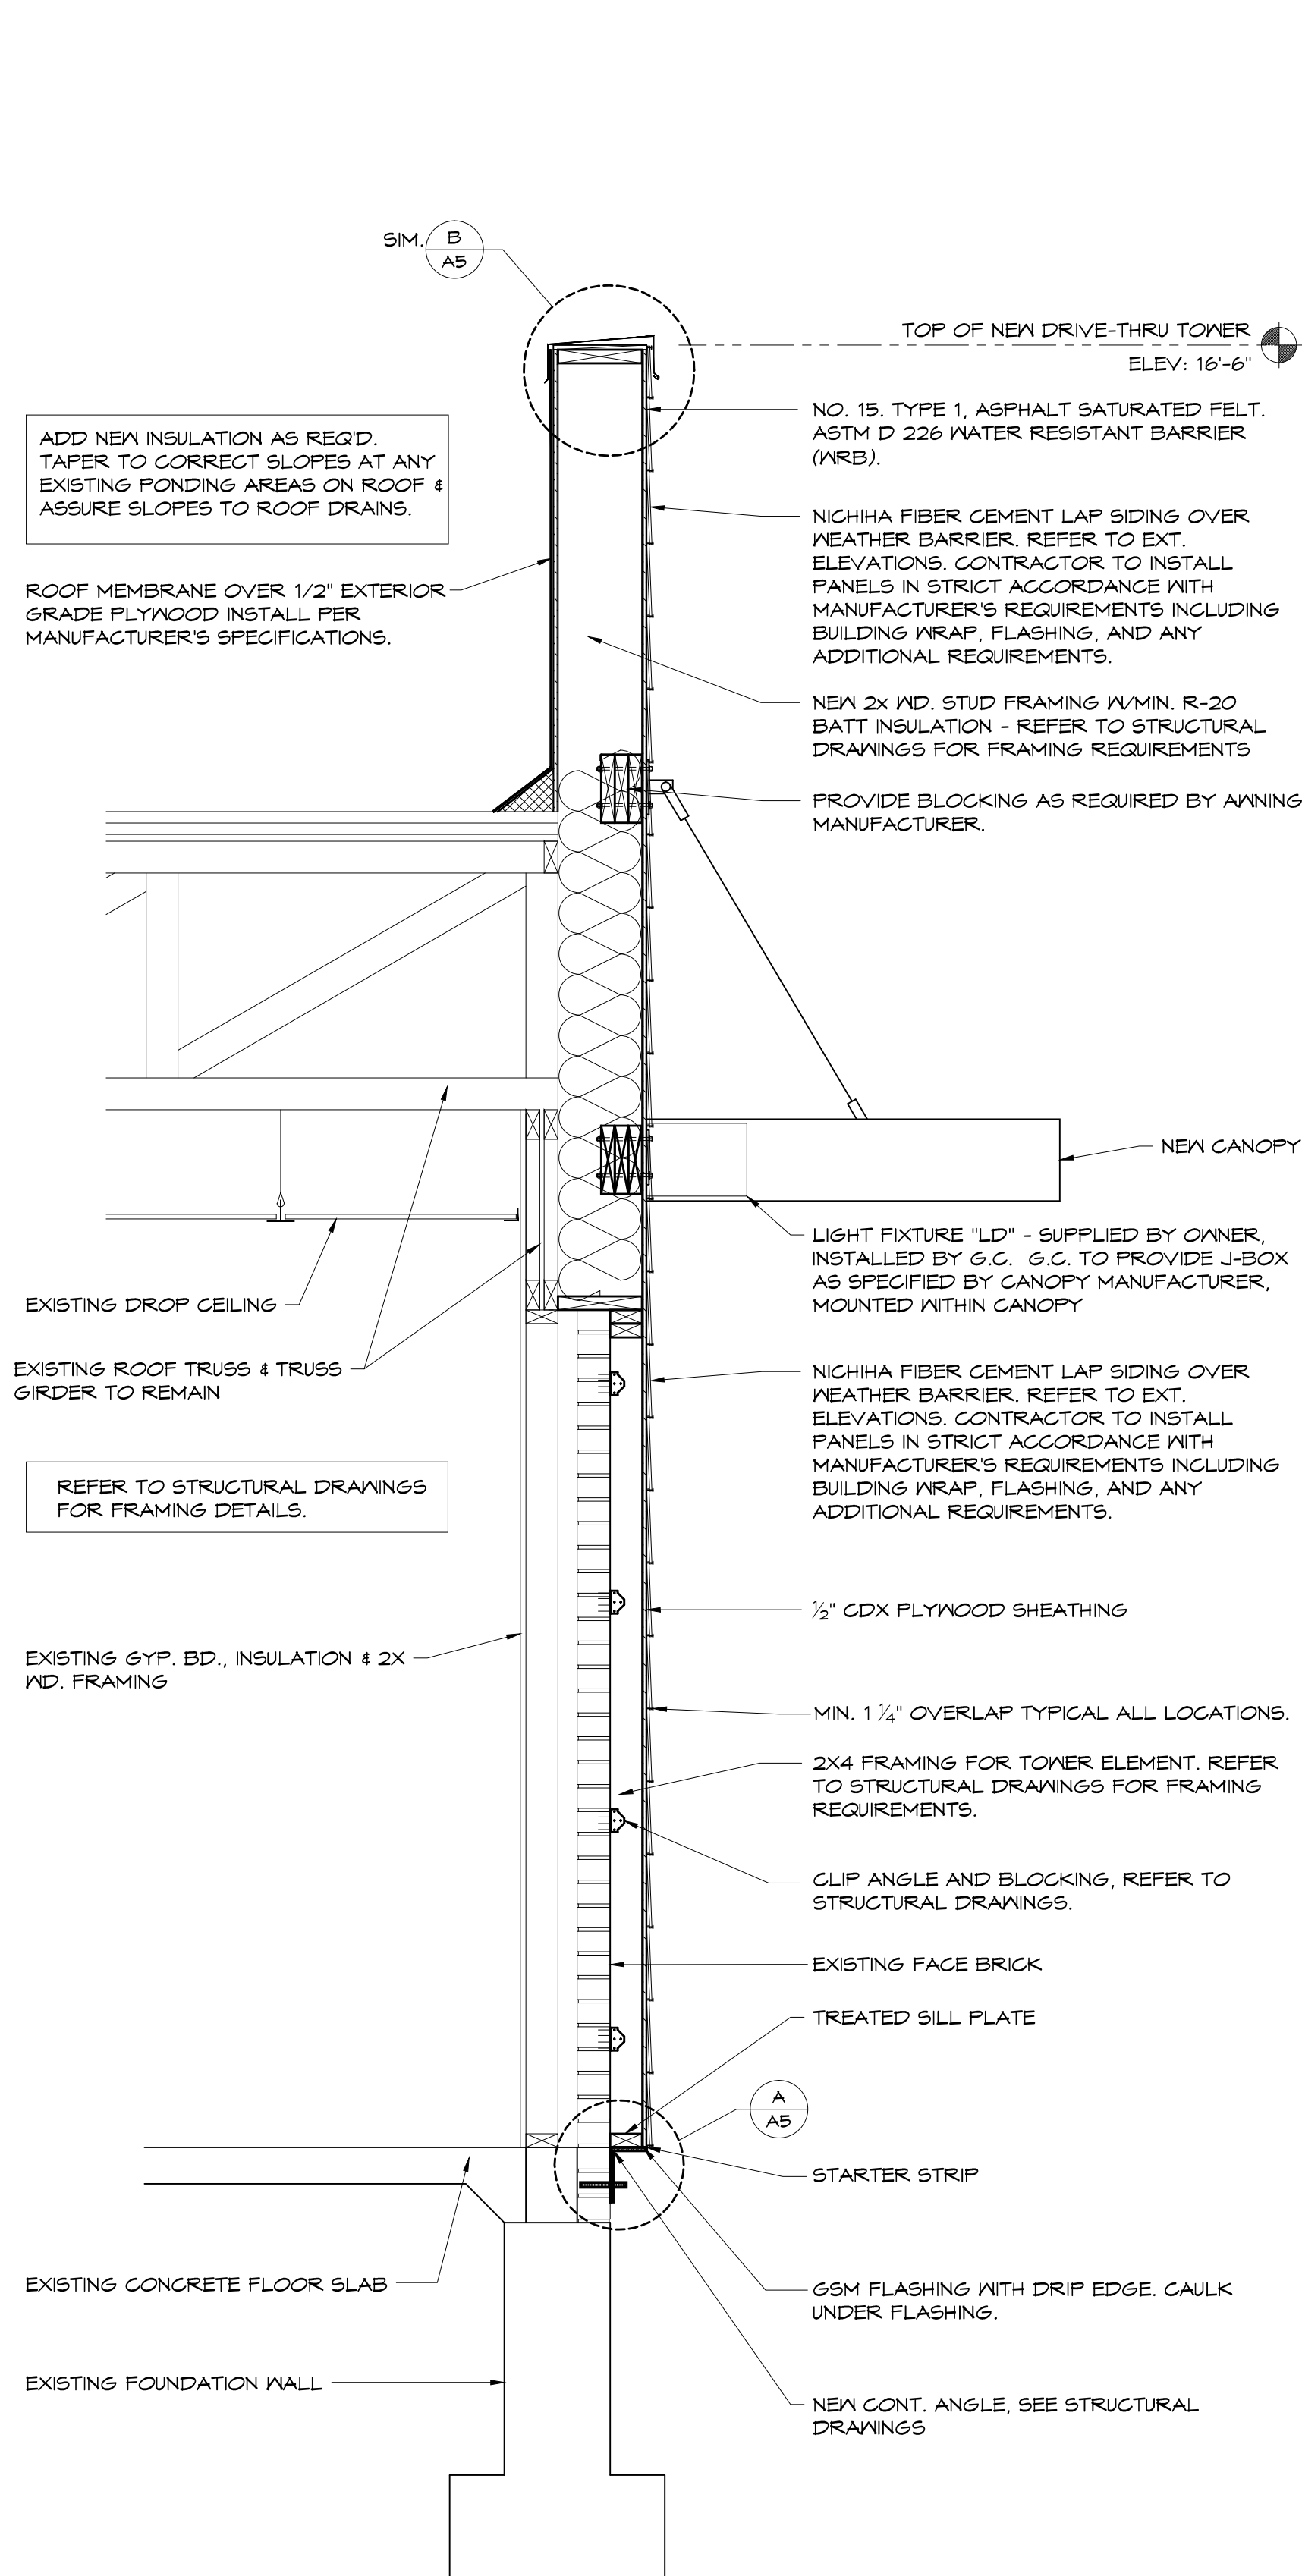 SIM.
B
A5
TOP OF NEW DRIVE-THRU TOWER
ELEV: 16'-6"
ADD NEW INSULATION AS REQ'D.
TAPER TO CORRECT SLOPES AT ANY
EXISTING PONDING AREAS ON ROOF &
ASSURE SLOPES TO ROOF DRAINS.
ROOF MEMBRANE OVER 1/2" EXTERIOR
GRADE PLYWOOD INSTALL PER
MANUFACTURER'S SPECIFICATIONS.
NO. 15. TYPE 1, ASPHALT SATURATED FELT.
ASTM D 226 WATER RESISTANT BARRIER
(WRB).
NICHIHA FIBER CEMENT LAP SIDING OVER
WEATHER BARRIER. REFER TO EXT.
ELEVATIONS. CONTRACTOR TO INSTALL
PANELS IN STRICT ACCORDANCE WITH
MANUFACTURER'S REQUIREMENTS INCLUDING
BUILDING WRAP, FLASHING, AND ANY
ADDITIONAL REQUIREMENTS.
NEW 2x WD. STUD FRAMING W/MIN. R-20
BATT INSULATION - REFER TO STRUCTURAL
DRAWINGS FOR FRAMING REQUIREMENTS
PROVIDE BLOCKING AS REQUIRED BY AWNING
MANUFACTURER.
NEW CANOPY
LIGHT FIXTURE "LD" - SUPPLIED BY OWNER,
INSTALLED BY G.C.  G.C. TO PROVIDE J-BOX
AS SPECIFIED BY CANOPY MANUFACTURER,
MOUNTED WITHIN CANOPY
EXISTING DROP CEILING
EXISTING ROOF TRUSS & TRUSS
GIRDER TO REMAIN
NICHIHA FIBER CEMENT LAP SIDING OVER
WEATHER BARRIER. REFER TO EXT.
ELEVATIONS. CONTRACTOR TO INSTALL
PANELS IN STRICT ACCORDANCE WITH
MANUFACTURER'S REQUIREMENTS INCLUDING
BUILDING WRAP, FLASHING, AND ANY
ADDITIONAL REQUIREMENTS.
REFER TO STRUCTURAL DRAWINGS
FOR FRAMING DETAILS.
½" CDX PLYWOOD SHEATHING
EXISTING GYP. BD., INSULATION & 2X
WD. FRAMING
MIN. 1 ¼" OVERLAP TYPICAL ALL LOCATIONS.
2X4 FRAMING FOR TOWER ELEMENT. REFER
TO STRUCTURAL DRAWINGS FOR FRAMING
REQUIREMENTS.
CLIP ANGLE AND BLOCKING, REFER TO
STRUCTURAL DRAWINGS.
EXISTING FACE BRICK
TREATED SILL PLATE
A
A5
STARTER STRIP
EXISTING CONCRETE FLOOR SLAB
GSM FLASHING WITH DRIP EDGE. CAULK
UNDER FLASHING.
EXISTING FOUNDATION WALL
NEW CONT. ANGLE, SEE STRUCTURAL
DRAWINGS